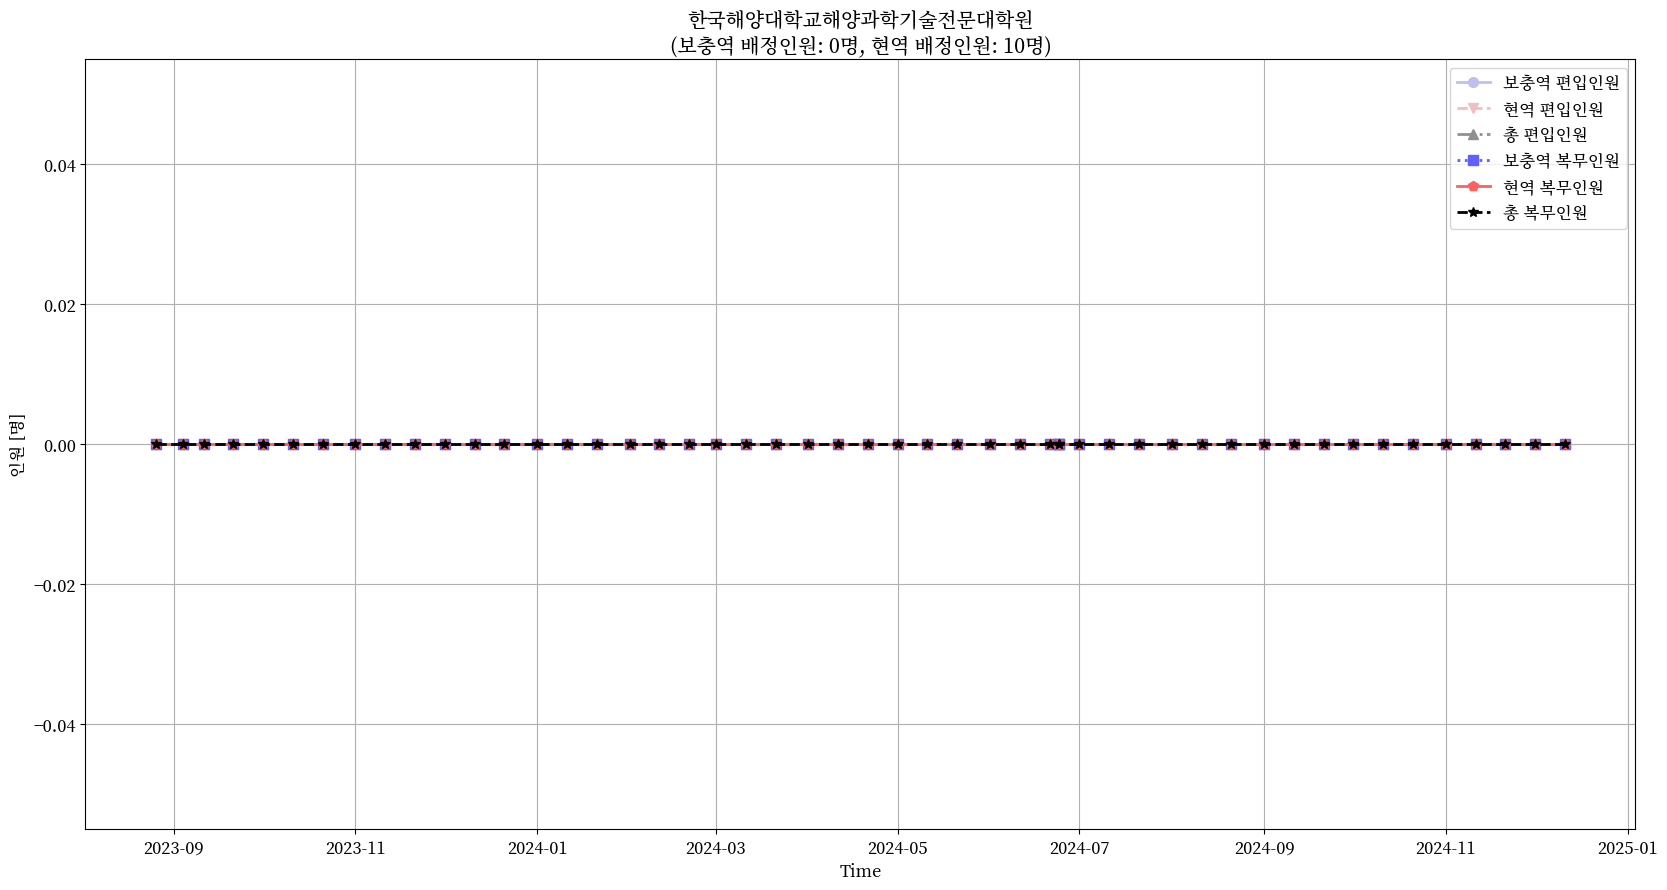 한국해양대학교해양과학기술전문대학원
(보충역 배정인원: 0명, 현역 배정인원: 10명)
보충역 편입인원
현역 편입인원
총 편입인원
보충역 복무인원
현역 복무인원
총 복무인원
인원 [명]
0.04
0.02
0.00
−0.02
−0.04
2023-09
2023-11
2024-01
2024-03
2024-05
2024-07
2024-09
2024-11
2025-01
Time